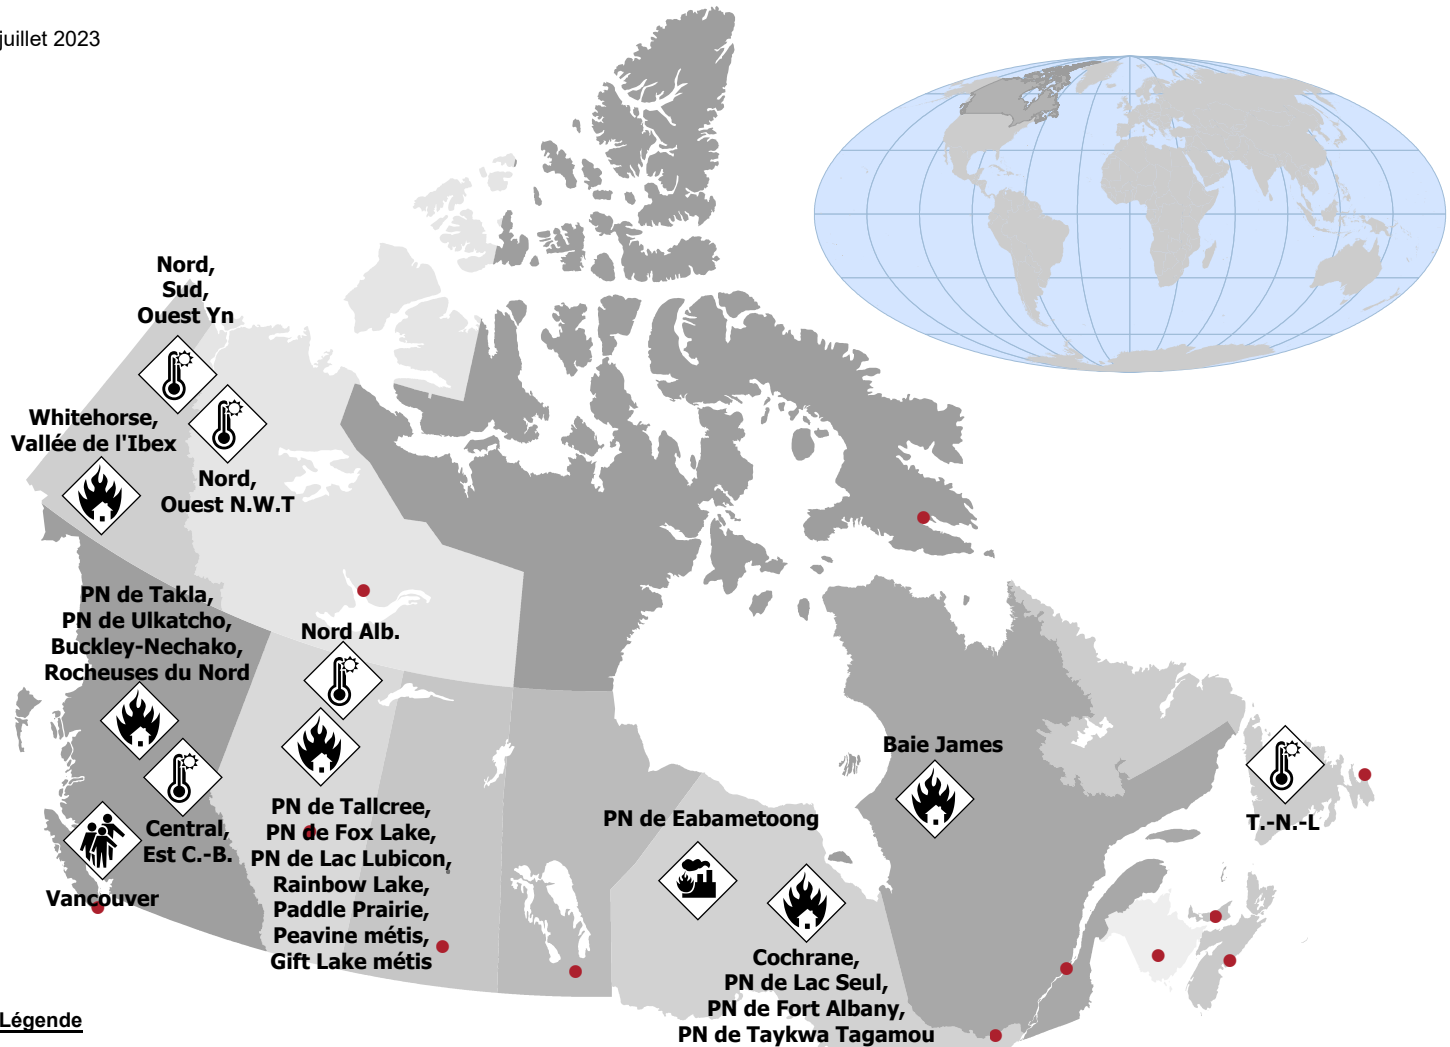 juillet 2023
Nord,
Sud,
Ouest Yn
Whitehorse,
Vallée de l'Ibex
Nord,
Ouest N.W.T
PN de Takla,
PN de Ulkatcho,
Buckley-Nechako,
Rocheuses du Nord
Nord Alb.
Central,
Est C.-B.
Vancouver
PN de Tallcree,
PN de Fox Lake,
PN de Lac Lubicon,
Rainbow Lake,
Paddle Prairie,
Peavine métis,
Gift Lake métis
PN de Eabametoong
Cochrane,
PN de Lac Seul,
PN de Fort Albany,
PN de Taykwa Tagamou
Baie James
T.-N.-L
Légende